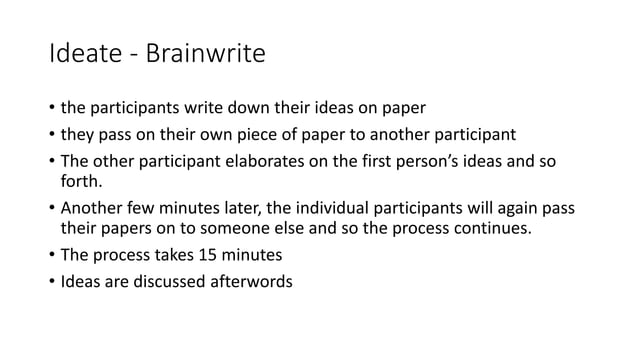 Ideate - Brainwrite
• the participants write down their ideas on paper
• they pass on their own piece of paper to another participant
• The other participant elaborates on the first person’s ideas and so
forth.
• Another few minutes later, the individual participants will again pass
their papers on to someone else and so the process continues.
• The process takes 15 minutes
• Ideas are discussed afterwords